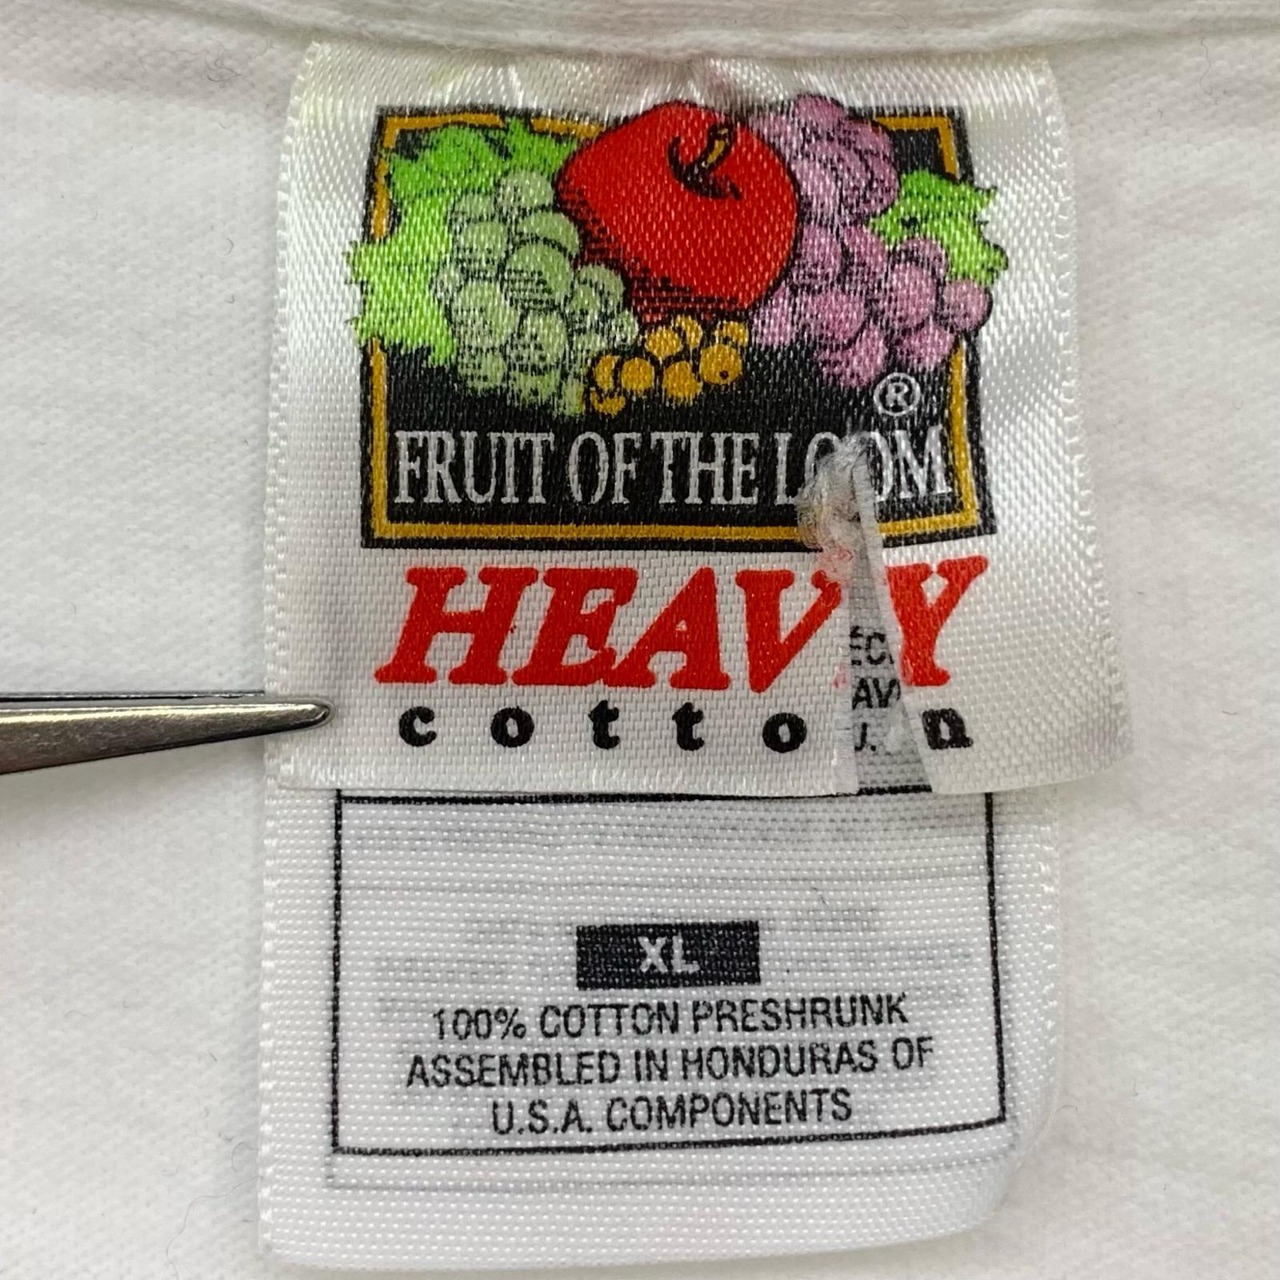 ®
FRUIT OF THE LOOM
HEAVY
cotton
XL
100% COTTON PRESHRUNK
ASSEMBLED IN HONDURAS OF
U.S.A. COMPONENTS